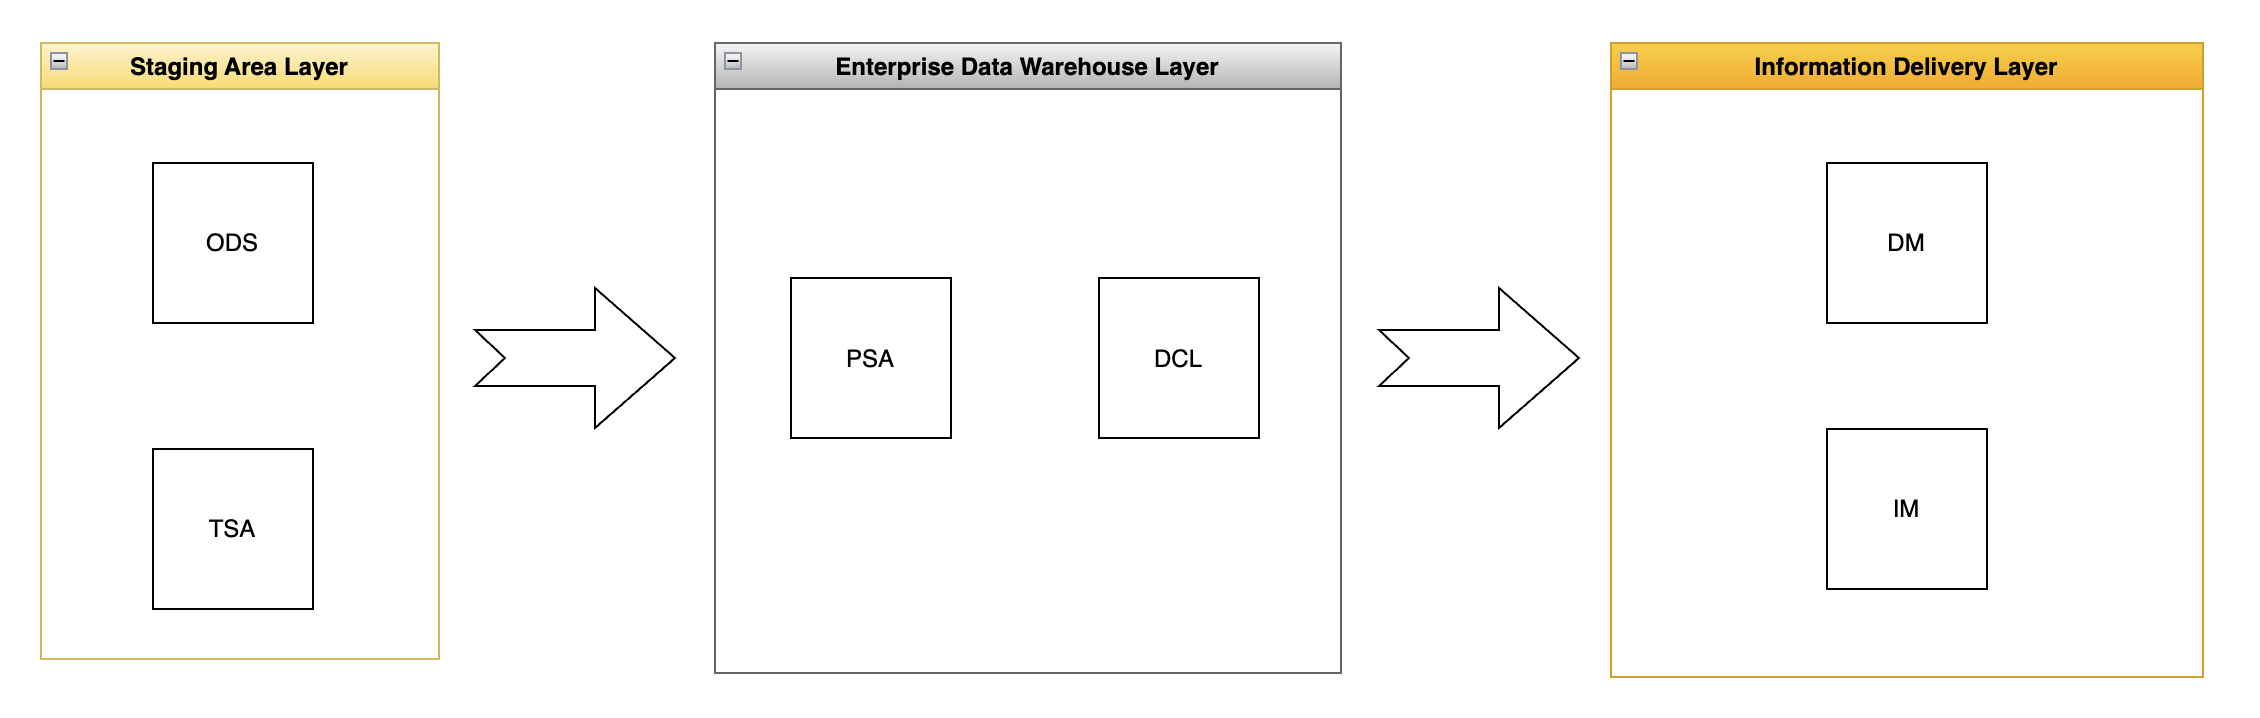 Staging Area Layer
ODS
TSA
Enterprise Data Warehouse Layer
PSA
DCL
Information Delivery Layer
DM
IM